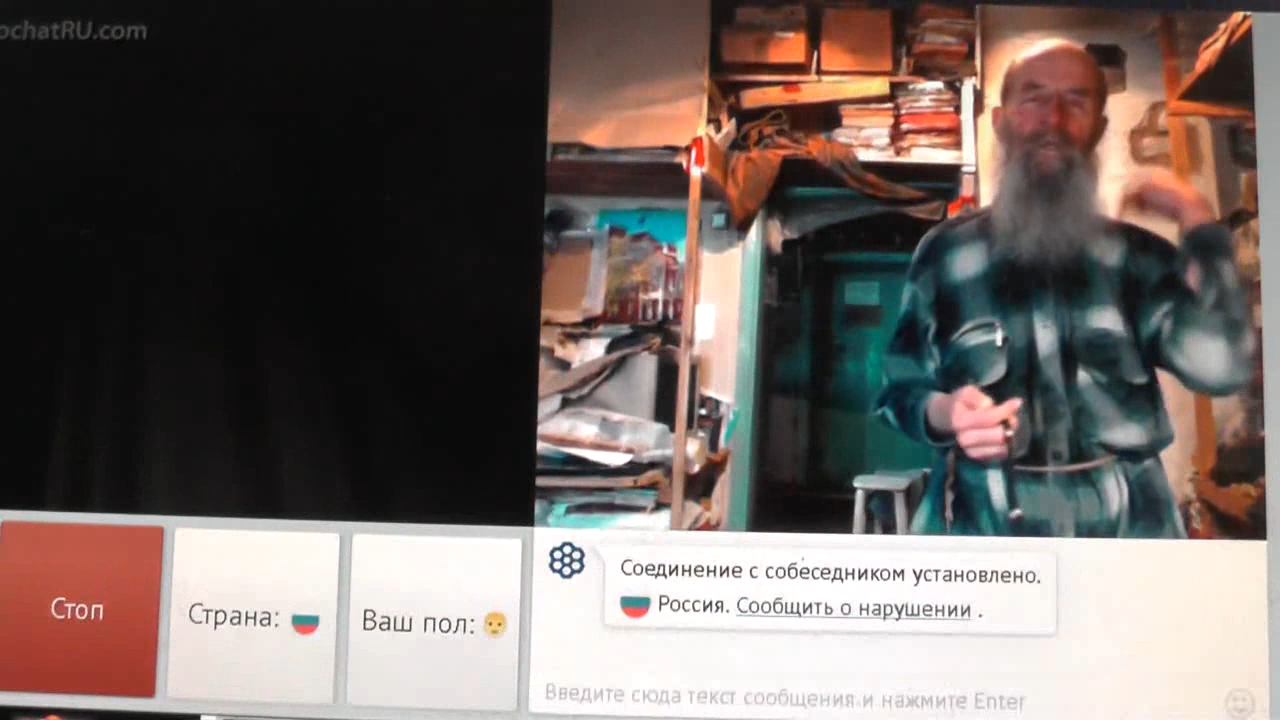 ochatRU.com
Соединение с собеседником установлено.
Россия. Сообщить о нарушении .
Стоп
Страна:
Ваш пол:
Введите сюда текст сообщения и нажмите Enter